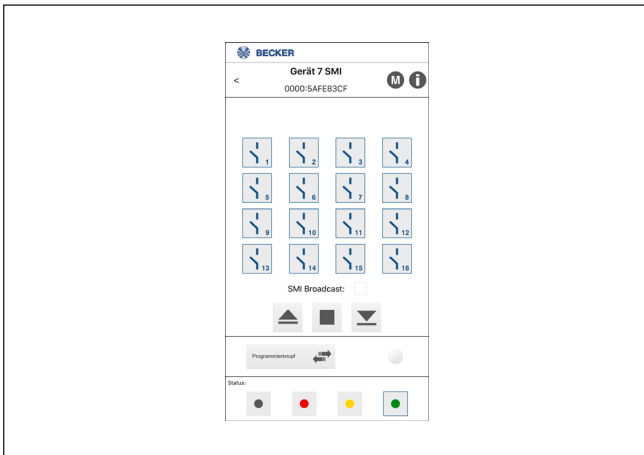 BECKER
<
Gerät 7 SMI
0000:5AFE83CF
M
i
1
2
3
4
5
6
7
8
9
10
11
12
13
14
15
16
SMI Broadcast:
Programmierknopf
Status: